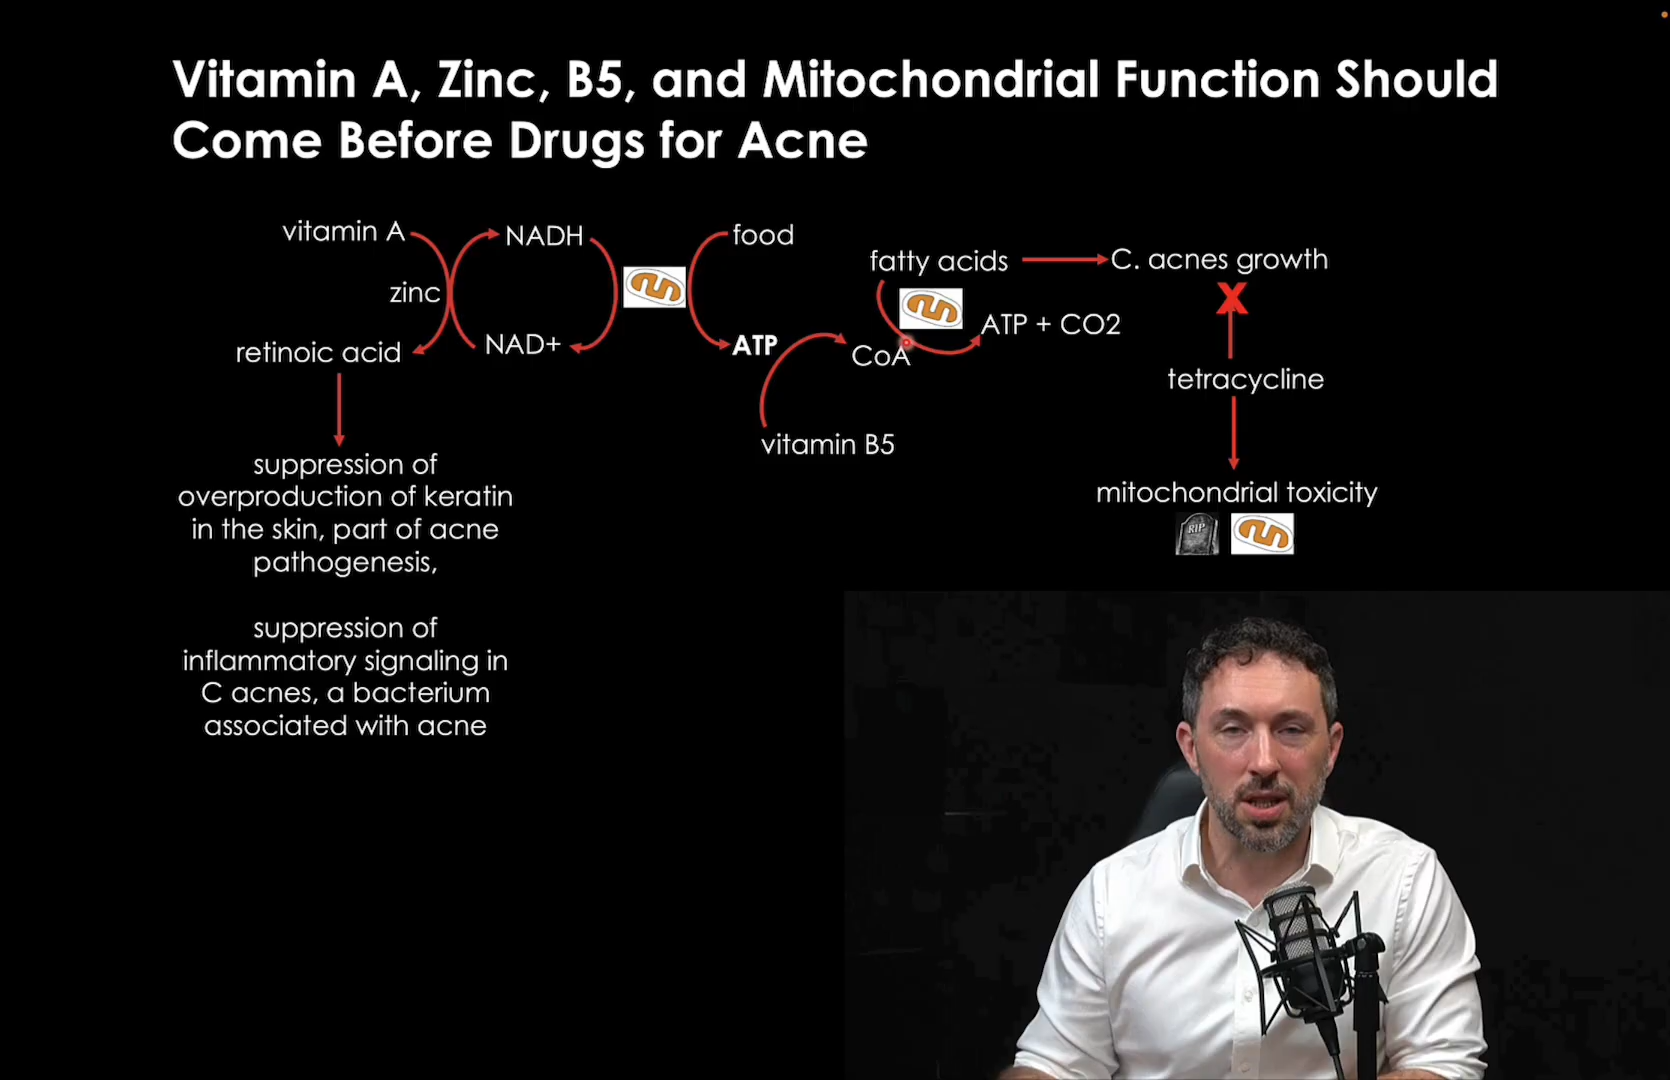 Vitamin A, Zinc, B5, and Mitochondrial Function Should
Come Before Drugs for Acne
vitamin A
zinc
retinoic acid
NADH
NAD+
food
ATP
vitamin B5
CoA
fatty acids
ATP + CO2
C. acnes growth
X
tetracycline
mitochondrial toxicity
RIP
suppression of
overproduction of keratin
in the skin, part of acne
pathogenesis,
suppression of
inflammatory signaling in
C acnes, a bacterium
associated with acne